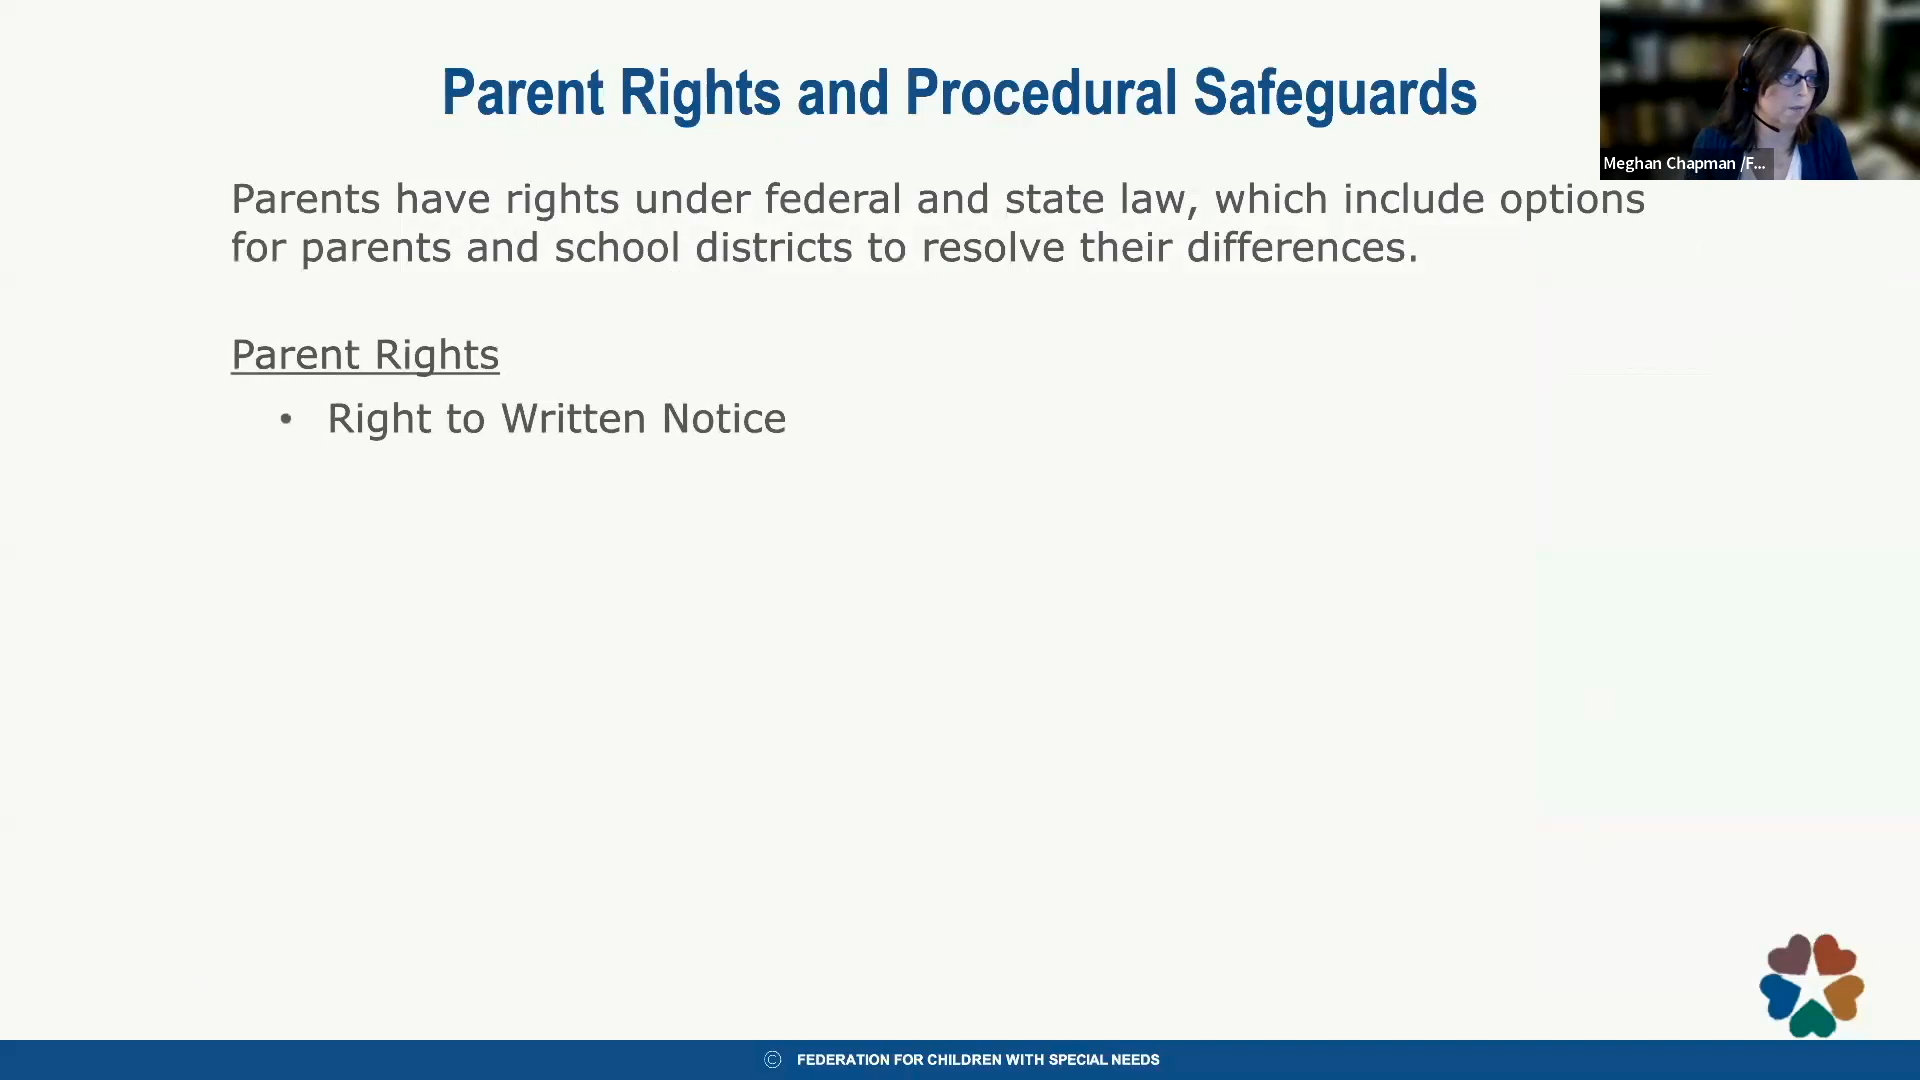 Parent Rights and Procedural Safeguards
Meghan Chapman /F...
Parents have rights under federal and state law, which include options
for parents and school districts to resolve their differences.
Parent Rights
• Right to Written Notice
© FEDERATION FOR CHILDREN WITH SPECIAL NEEDS